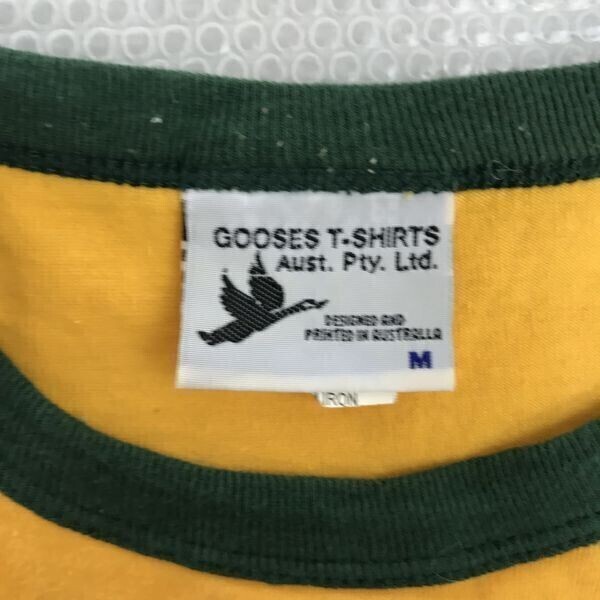 GOOSES T-SHIRTS
Aust. Pty. Ltd.
DESIGNED AND
PRINTED IN AUSTRALIA
M
IRON